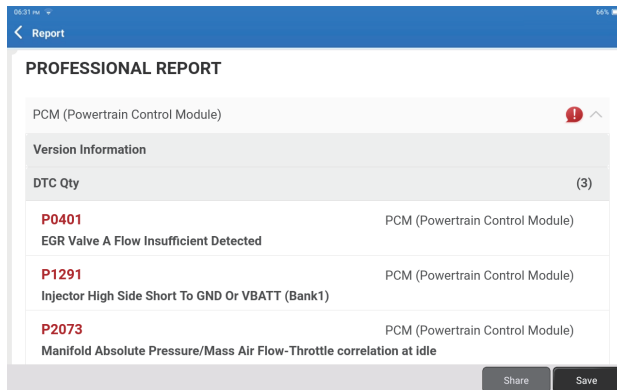 06:31 PM
66%
Report
PROFESSIONAL REPORT
PCM (Powertrain Control Module)
Version Information
DTC Qty (3)
P0401 PCM (Powertrain Control Module)
EGR Valve A Flow Insufficient Detected
P1291 PCM (Powertrain Control Module)
Injector High Side Short To GND Or VBATT (Bank1)
P2073 PCM (Powertrain Control Module)
Manifold Absolute Pressure/Mass Air Flow-Throttle correlation at idle
Share Save